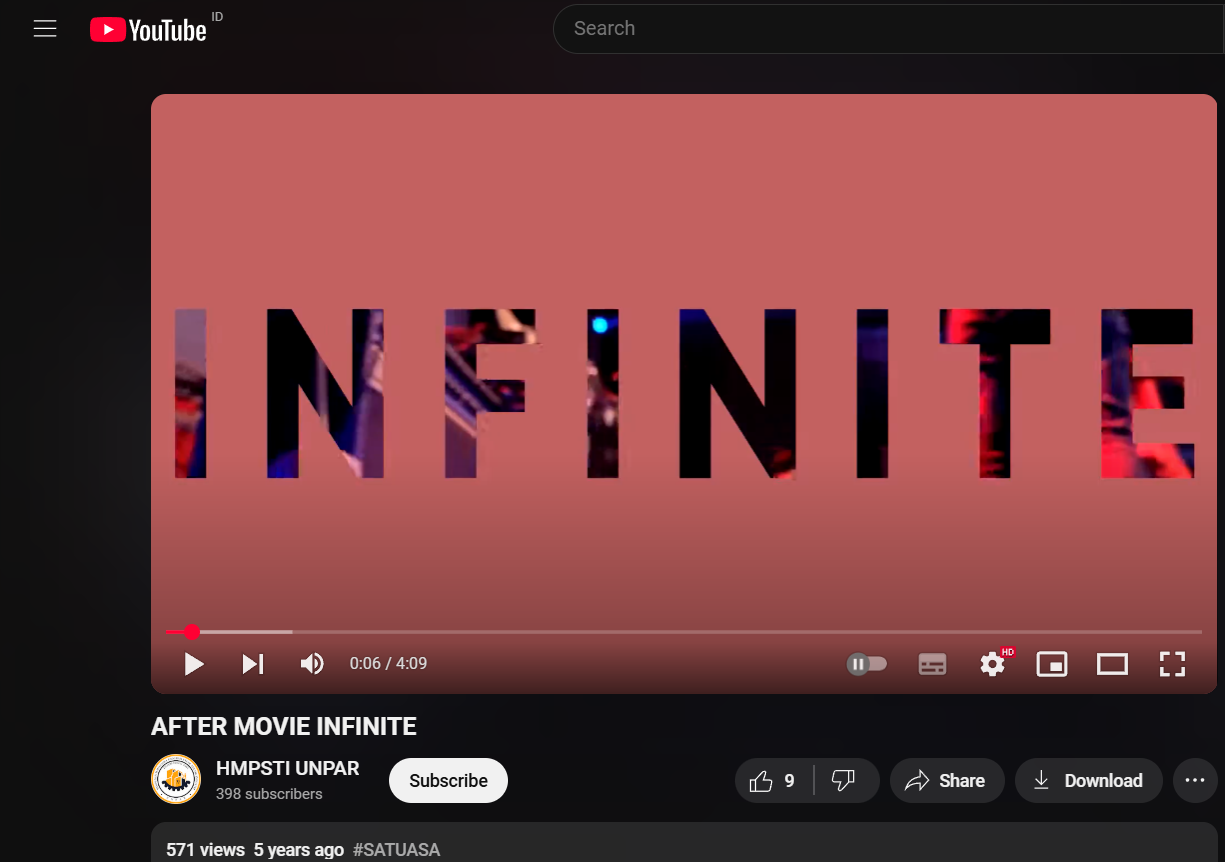 YouTube ID
Search
INFINITE
0:06 / 4:09
HD
AFTER MOVIE INFINITE
HMPSTI UNPAR
398 subscribers
Subscribe
9
Share
Download
571 views 5 years ago #SATUASA